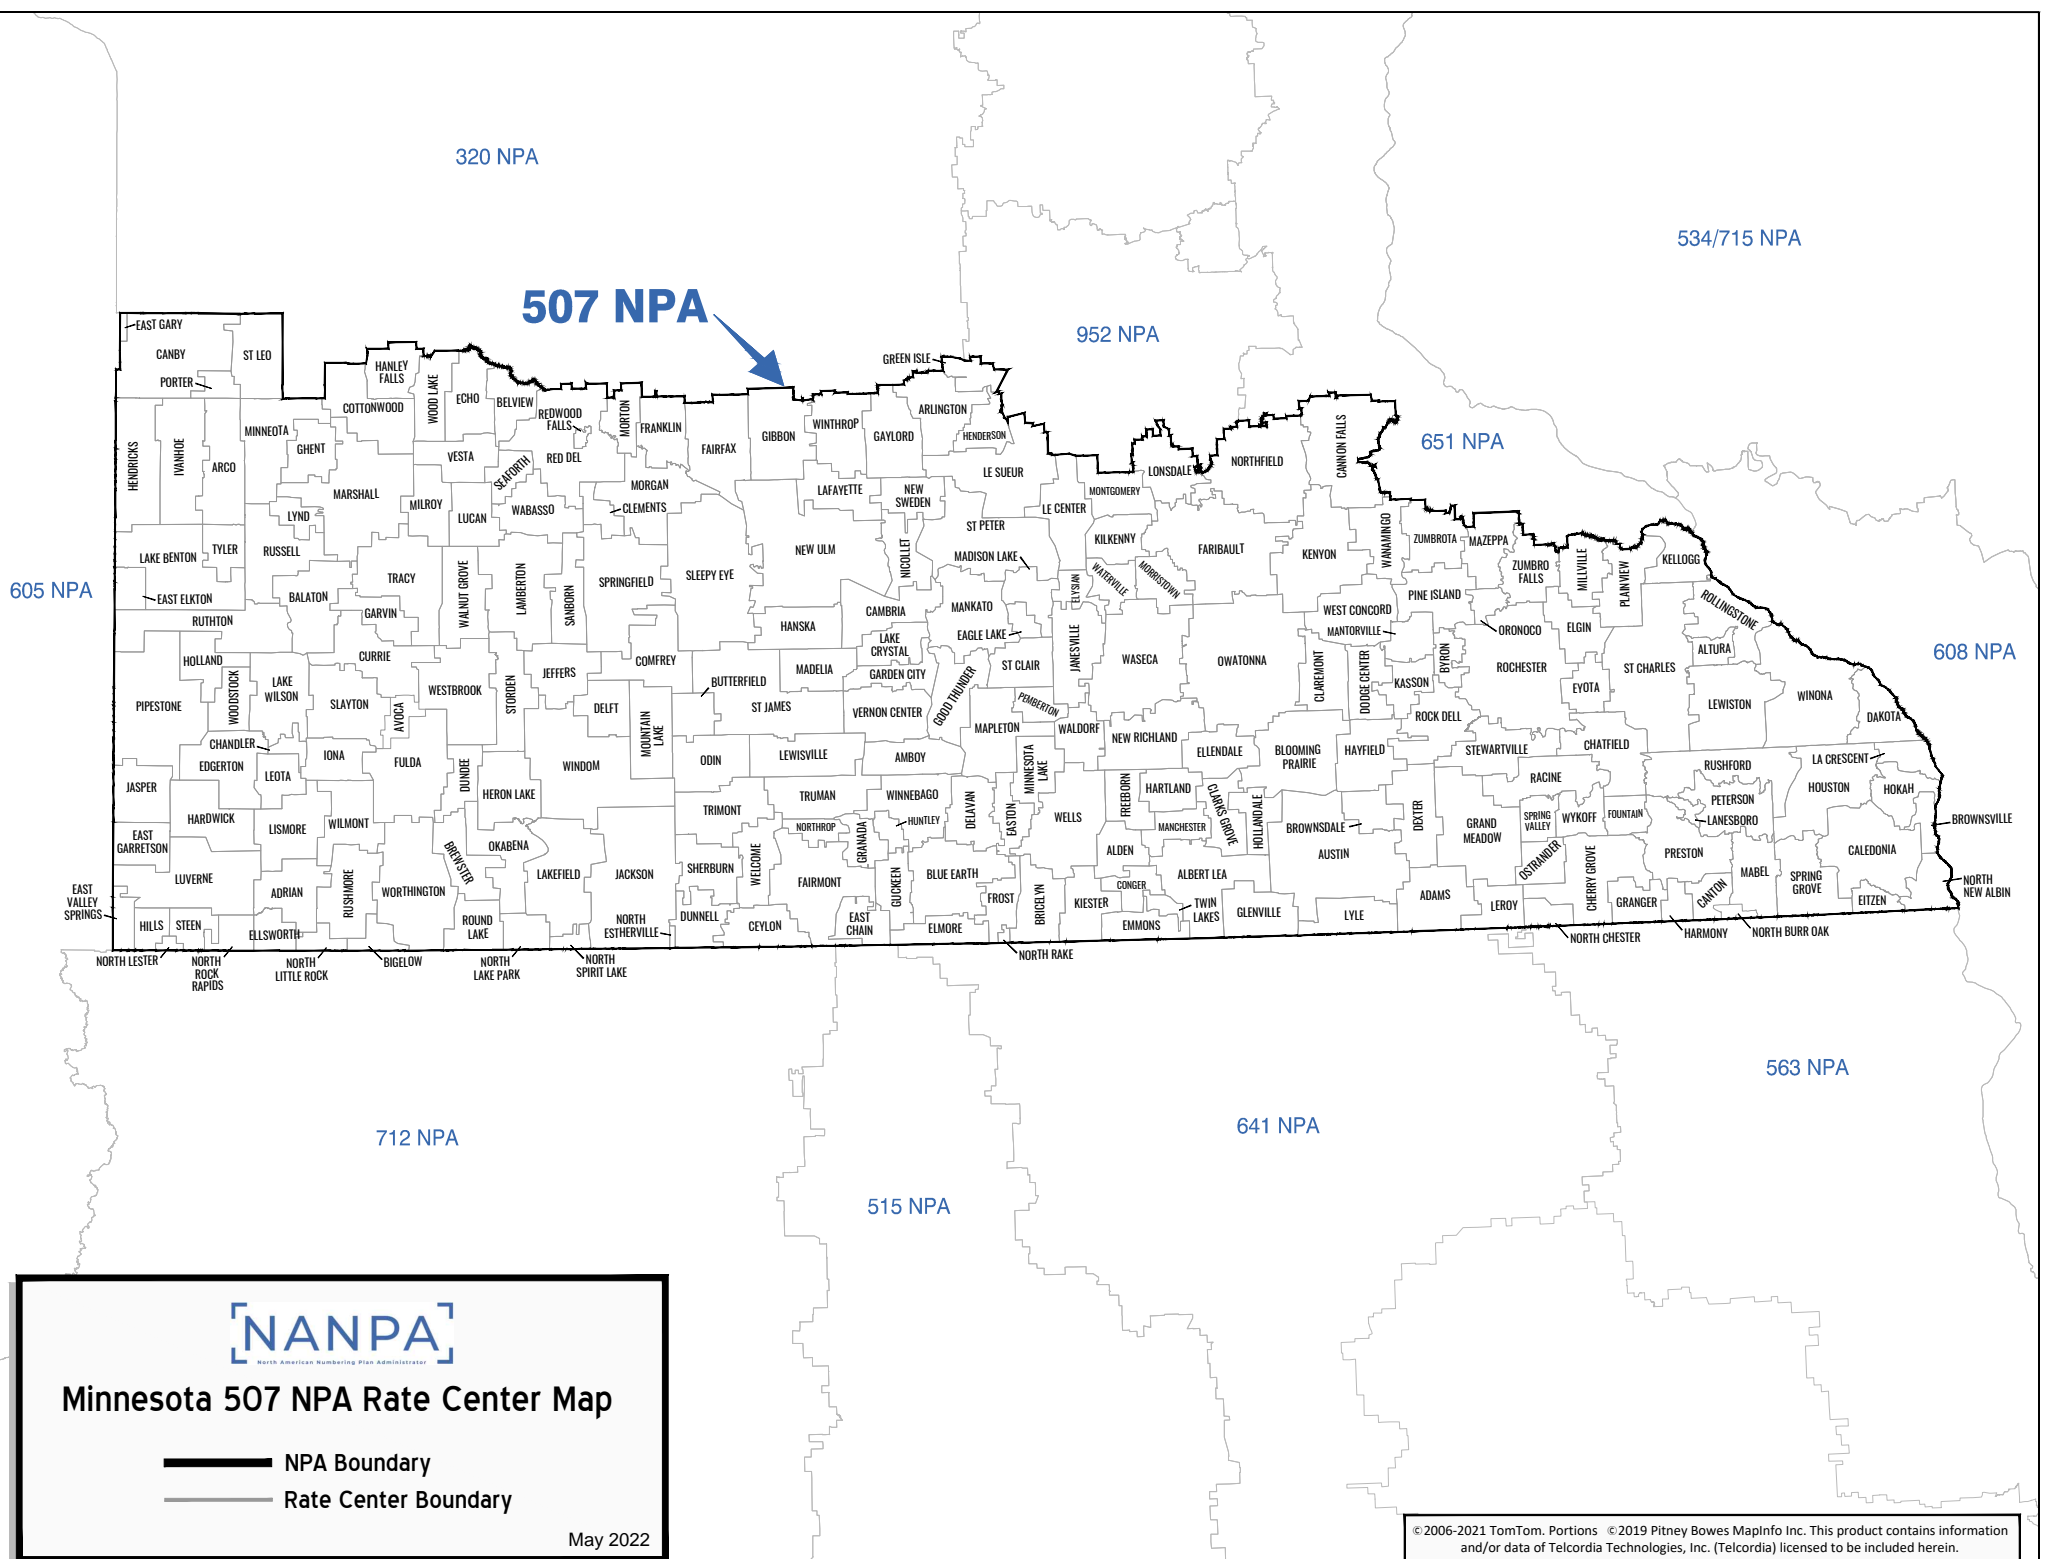 320 NPA
534/715 NPA
507 NPA
952 NPA
651 NPA
605 NPA
608 NPA
712 NPA
515 NPA
641 NPA
563 NPA
EAST GARY
CANBY
ST LEO
PORTER
HANLEY
FALLS
WOOD LAKE
ECHO
BELVIEW
COTTONWOOD
REDWOOD
FALLS
MORTON
FRANKLIN
FAIRFAX
GIBBON
WINTHROP
GAYLORD
GREEN ISLE
ARLINGTON
HENDERSON
HENDRICKS
IVANHOE
ARCO
MINNEOTA
GHENT
MARSHALL
VESTA
SEAFORTH
RED DEL
MORGAN
LE SUEUR
LONSDALE
NORTHFIELD
CANNON FALLS
MONTGOMERY
LAFAYETTE
NEW
SWEDEN
LE CENTER
LYND
MILROY
LUCAN
WABASSO
CLEMENTS
ST PETER
KILKENNY
FARIBAULT
KENYON
WANAMINGO
ZUMBROTA
MAZEPPA
LAKE BENTON
TYLER
RUSSELL
NEW ULM
NICOLLET
MADISON LAKE
ZUMBRO
FALLS
MILLVILLE
PLAINVIEW
KELLOGG
TRACY
WALNUT GROVE
LAMBERTON
SANBORN
SPRINGFIELD
SLEEPY EYE
ELYSIAN
WATERVILLE
MORRISTOWN
PINE ISLAND
ROLLINGSTONE
EAST ELKTON
BALATON
GARVIN
RUTHTON
HANSKA
CAMBRIA
MANKATO
EAGLE LAKE
WEST CONCORD
MANTORVILLE
ORONOCO
ELGIN
ALTURA
HOLLAND
CURRIE
JEFFERS
COMFREY
MADELIA
LAKE
CRYSTAL
GARDEN CITY
GOOD THUNDER
ST CLAIR
JANESVILLE
WASECA
OWATONNA
CLAREMONT
DODGE CENTER
BYRON
KASSON
ROCHESTER
EYOTA
ST CHARLES
LEWISTON
WINONA
DAKOTA
PIPESTONE
WOODSTOCK
LAKE
WILSON
SLAYTON
AVOCA
WESTBROOK
STORDEN
DELFT
MOUNTAIN
LAKE
BUTTERFIELD
ST JAMES
VERNON CENTER
PEMBERTON
MAPLETON
WALDORF
NEW RICHLAND
ELLENDALE
BLOOMING
PRAIRIE
HAYFIELD
ROCK DELL
STEWARTVILLE
CHATFIELD
CHANDLER
EDGERTON
LEOTA
IONA
FULDA
DUNDEE
HERON LAKE
WINDOM
ODIN
LEWISVILLE
AMBOY
MINNESOTA
LAKE
RUSHFORD
LA CRESCENT
HOUSTON
HOKAH
JASPER
HARDWICK
LISMORE
WILMONT
TRIMONT
TRUMAN
WINNEBAGO
DELAVAN
EASTON
WELLS
FREEBORN
HARTLAND
CLARKS GROVE
HOLLANDALE
BROWNSDALE
AUSTIN
DEXTER
RACINE
GRAND
MEADOW
SPRING
VALLEY
WYKOFF
FOUNTAIN
PETERSON
LANESBORO
BROWNSVILLE
EAST
GARRETSON
NORTHROP
GRANADA
HUNTLEY
MANCHESTER
ALDEN
OKABENA
BREWSTER
LUVERNE
ADRIAN
RUSHMORE
WORTHINGTON
LAKEFIELD
JACKSON
SHERBURN
WELCOME
FAIRMONT
GUCKEEN
BLUE EARTH
FROST
BRICELYN
KIESTER
CONGER
ALBERT LEA
TWIN
LAKES
EMMONS
GLENVILLE
LYLE
ADAMS
LEROY
OSTRANDER
CHERRY GROVE
GRANGER
PRESTON
CANTON
MABEL
SPRING
GROVE
CALEDONIA
EITZEN
NORTH
NEW ALBIN
EAST
VALLEY
SPRINGS
HILLS
STEEN
ELLSWORTH
ROUND
LAKE
NORTH
ESTHERVILLE
DUNNELL
CEYLON
EAST
CHAIN
ELMORE
NORTH LESTER
NORTH
ROCK
RAPIDS
NORTH
LITTLE ROCK
BIGELOW
NORTH
LAKE PARK
NORTH
SPIRIT LAKE
NORTH RAKE
NORTH CHESTER
HARMONY
NORTH BURR OAK
NANPA
North American Numbering Plan Administrator
Minnesota 507 NPA Rate Center Map
NPA Boundary
Rate Center Boundary
May 2022
©2006-2021 TomTom. Portions ©2019 Pitney Bowes MapInfo Inc. This product contains information
and/or data of Telcordia Technologies, Inc. (Telcordia) licensed to be included herein.